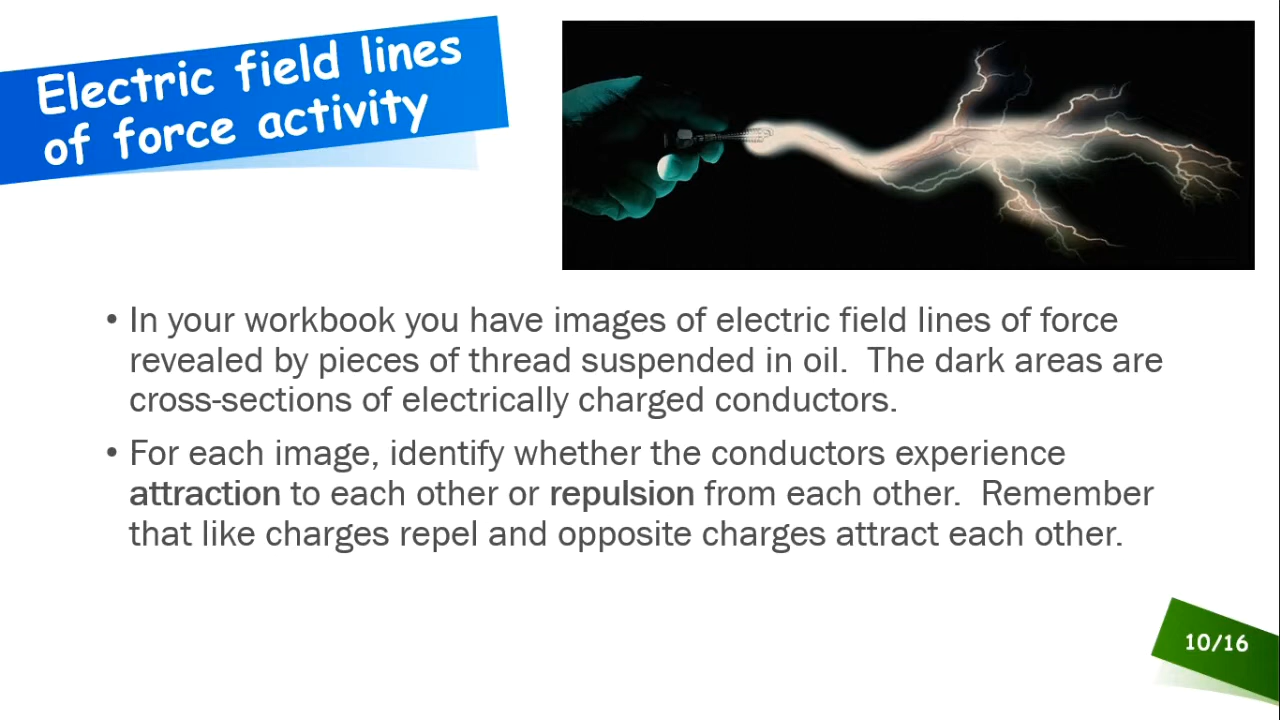 Electric field lines
of force activity
• In your workbook you have images of electric field lines of force
revealed by pieces of thread suspended in oil.  The dark areas are
cross-sections of electrically charged conductors.
• For each image, identify whether the conductors experience
attraction to each other or repulsion from each other.  Remember
that like charges repel and opposite charges attract each other.
10/16